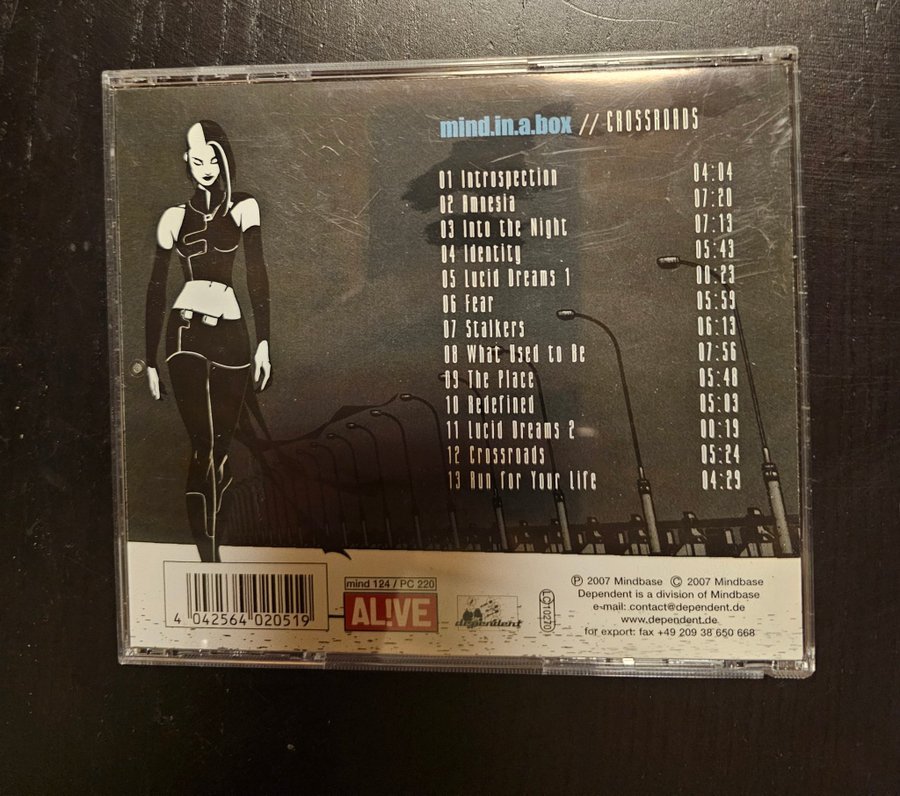 mind.in.a.box // CROSSROADS
01 Introspection 04:04
02 Amnesia 07:20
03 Into the Night 07:13
04 Identity 05:43
05 Lucid Dreams 1 00:23
06 Fear 05:59
07 Stalkers 06:13
08 What Used to Be 07:56
09 The Place 05:48
10 Redefined 05:03
11 Lucid Dreams 2 00:19
12 Crossroads 05:24
13 Run for Your Life 04:29
4 042564 020519
mind 124 / PC 220
AL!VE
dependent
LC 10270
℗ 2007 Mindbase © 2007 Mindbase
Dependent is a division of Mindbase
e-mail: contact@dependent.de
www.dependent.de
for export: fax +49 209 38 650 668